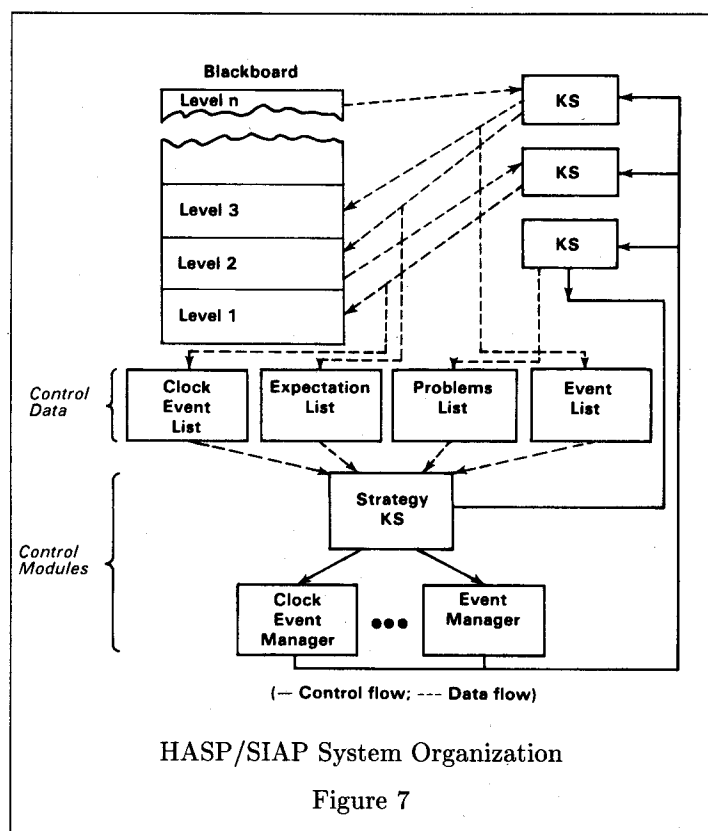 Blackboard
Level n
KS
KS
Level 3
KS
Level 2
Level 1
Control
Data
Clock
Event
List
Expectation
List
Problems
List
Event
List
Strategy
KS
Control
Modules
Clock
Event
Manager
•••
Event
Manager
(— Control flow; --- Data flow)
HASP/SIAP System Organization
Figure 7